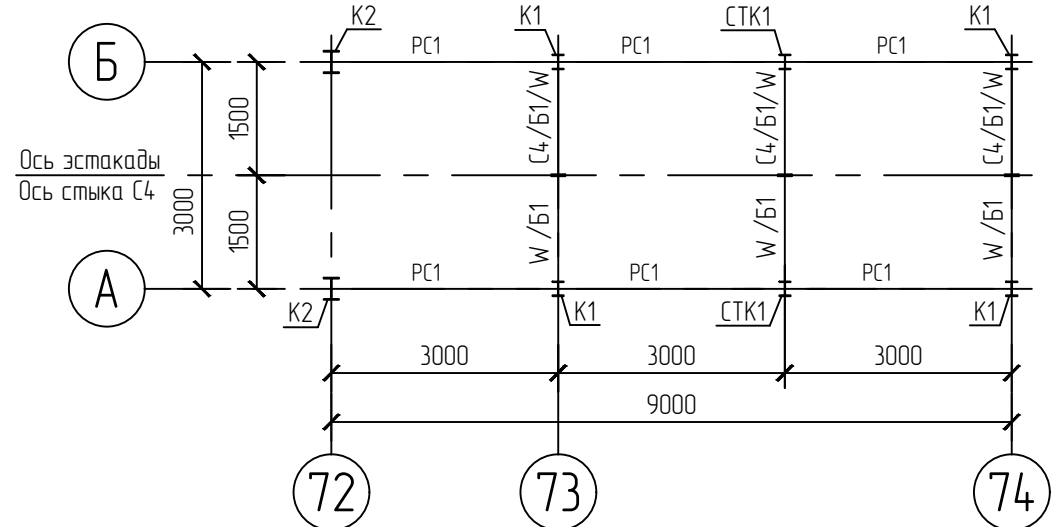 К2
К1
СТК1
К1
РС1
РС1
РС1
Б
1500
С4/Б1/W
С4/Б1/W
С4/Б1/W
Ось эстакады
Ось стыка С4
3000
1500
W /Б1
W /Б1
W /Б1
А
РС1
РС1
РС1
К2
К1
СТК1
К1
3000
3000
3000
9000
72
73
74